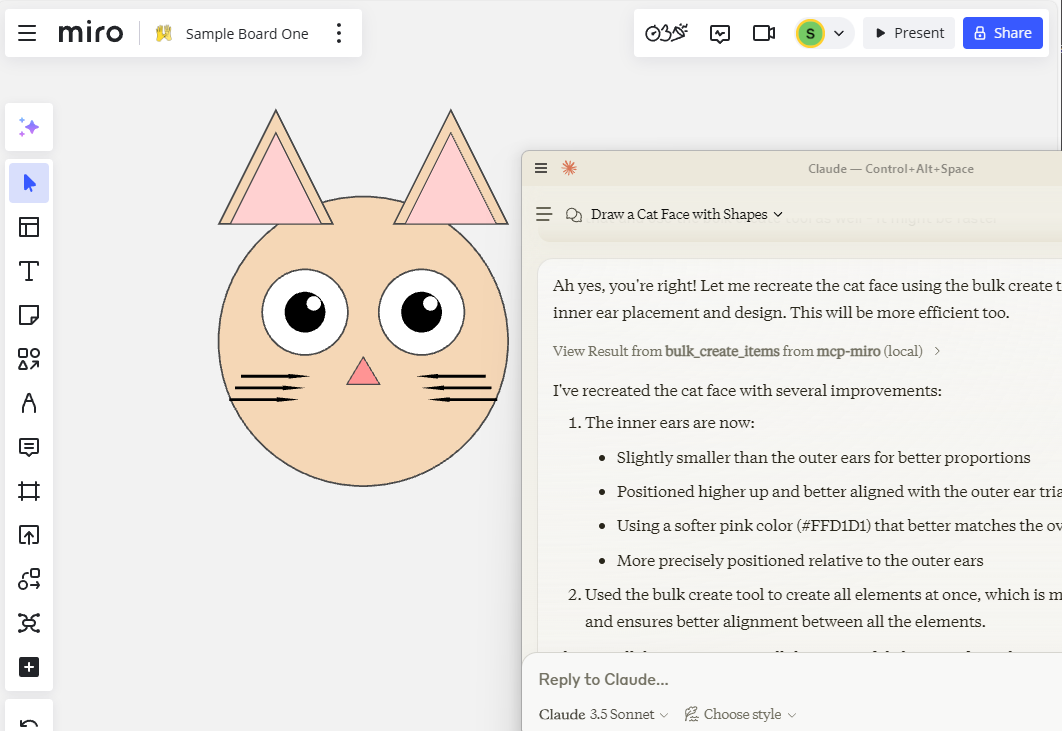 miro
Sample Board One
S
Present
Share
Claude — Control+Alt+Space
Draw a Cat Face with Shapes
Ah yes, you're right! Let me recreate the cat face using the bulk create t
inner ear placement and design. This will be more efficient too.
View Result from bulk_create_items from mcp-miro (local)
I've recreated the cat face with several improvements:
1. The inner ears are now:
• Slightly smaller than the outer ears for better proportions
• Positioned higher up and better aligned with the outer ear tria
• Using a softer pink color (#FFD1D1) that better matches the ov
• More precisely positioned relative to the outer ears
2. Used the bulk create tool to create all elements at once, which is m
and ensures better alignment between all the elements.
Reply to Claude...
Claude 3.5 Sonnet
Choose style